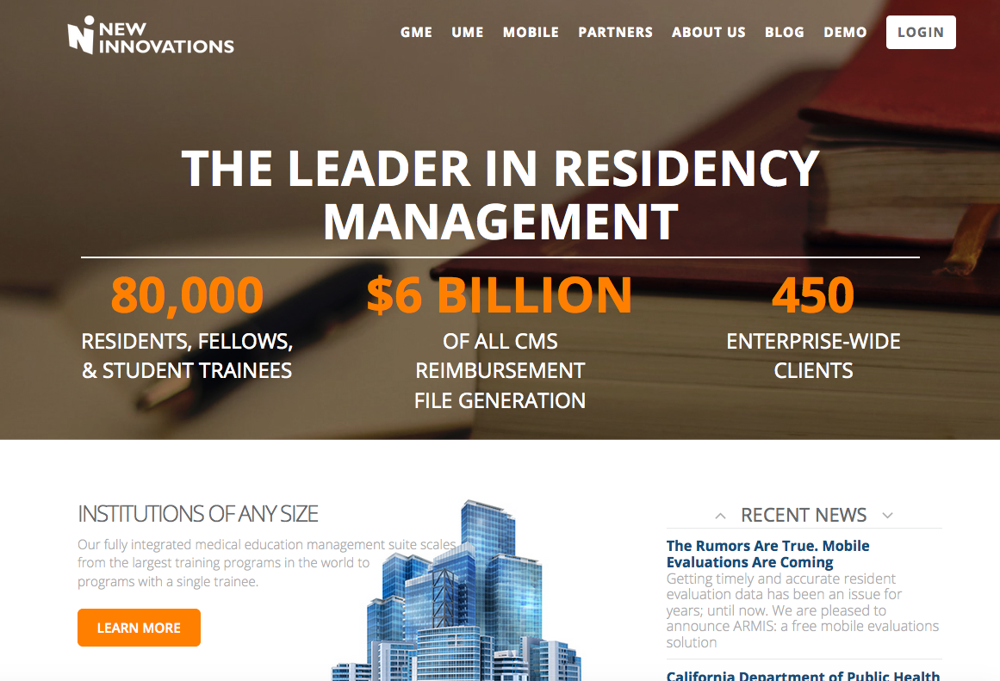 NEW
INNOVATIONS
GME UME MOBILE PARTNERS ABOUT US BLOG DEMO LOGIN
THE LEADER IN RESIDENCY
MANAGEMENT
80,000
RESIDENTS, FELLOWS,
& STUDENT TRAINEES
$6 BILLION
OF ALL CMS
REIMBURSEMENT
FILE GENERATION
450
ENTERPRISE-WIDE
CLIENTS
INSTITUTIONS OF ANY SIZE
Our fully integrated medical education management suite scales
from the largest training programs in the world to
programs with a single trainee.
LEARN MORE
RECENT NEWS
The Rumors Are True. Mobile
Evaluations Are Coming
Getting timely and accurate resident
evaluation data has been an issue for
years; until now. We are pleased to
announce ARMIS: a free mobile evaluations
solution
California Department of Public Health